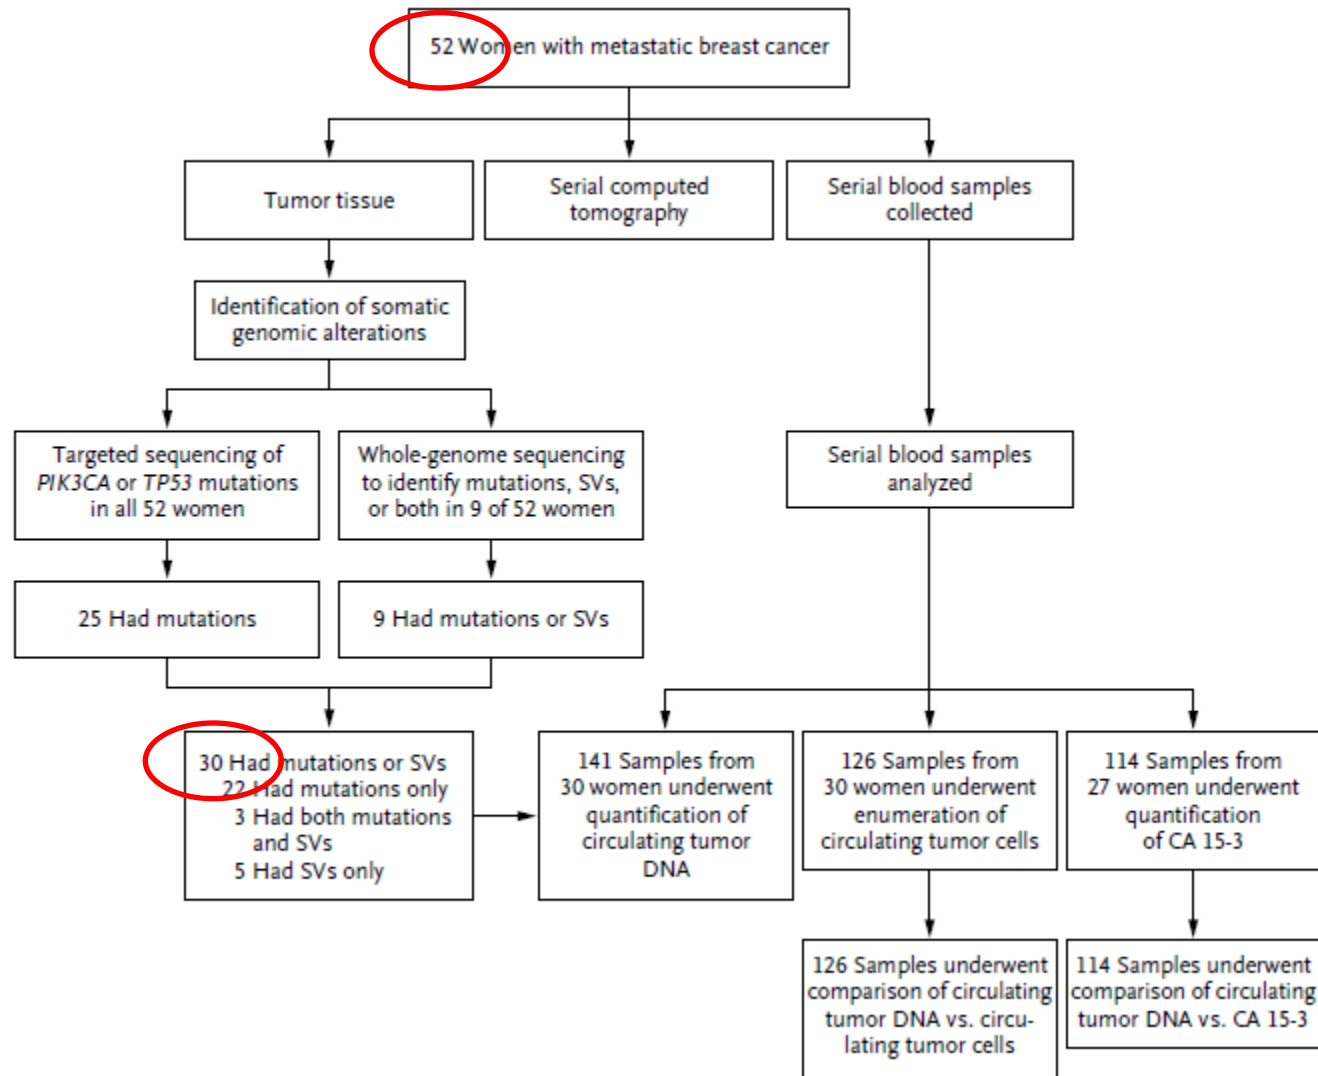 52 Women with metastatic breast cancer
Tumor tissue
Serial computed
tomography
Serial blood samples
collected
Identification of somatic
genomic alterations
Targeted sequencing of
PIK3CA or TP53 mutations
in all 52 women
Whole-genome sequencing
to identify mutations, SVs,
or both in 9 of 52 women
Serial blood samples
analyzed
25 Had mutations
9 Had mutations or SVs
30 Had mutations or SVs
22 Had mutations only
3 Had both mutations
and SVs
5 Had SVs only
141 Samples from
30 women underwent
quantification of
circulating tumor
DNA
126 Samples from
30 women underwent
enumeration of
circulating tumor cells
114 Samples from
27 women underwent
quantification
of CA 15-3
126 Samples underwent
comparison of circulating
tumor DNA vs. circu-
lating tumor cells
114 Samples underwent
comparison of circulating
tumor DNA vs. CA 15-3